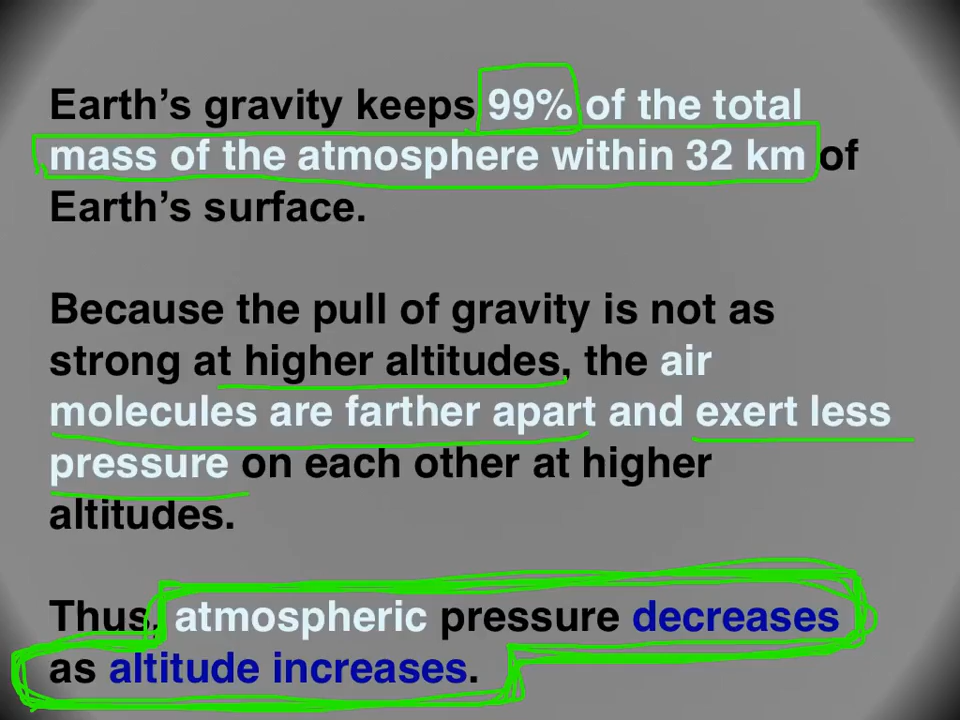 Earth's gravity keeps 99% of the total
mass of the atmosphere within 32 km of
Earth's surface.
Because the pull of gravity is not as
strong at higher altitudes, the air
molecules are farther apart and exert less
pressure on each other at higher
altitudes.
Thus, atmospheric pressure decreases
as altitude increases.